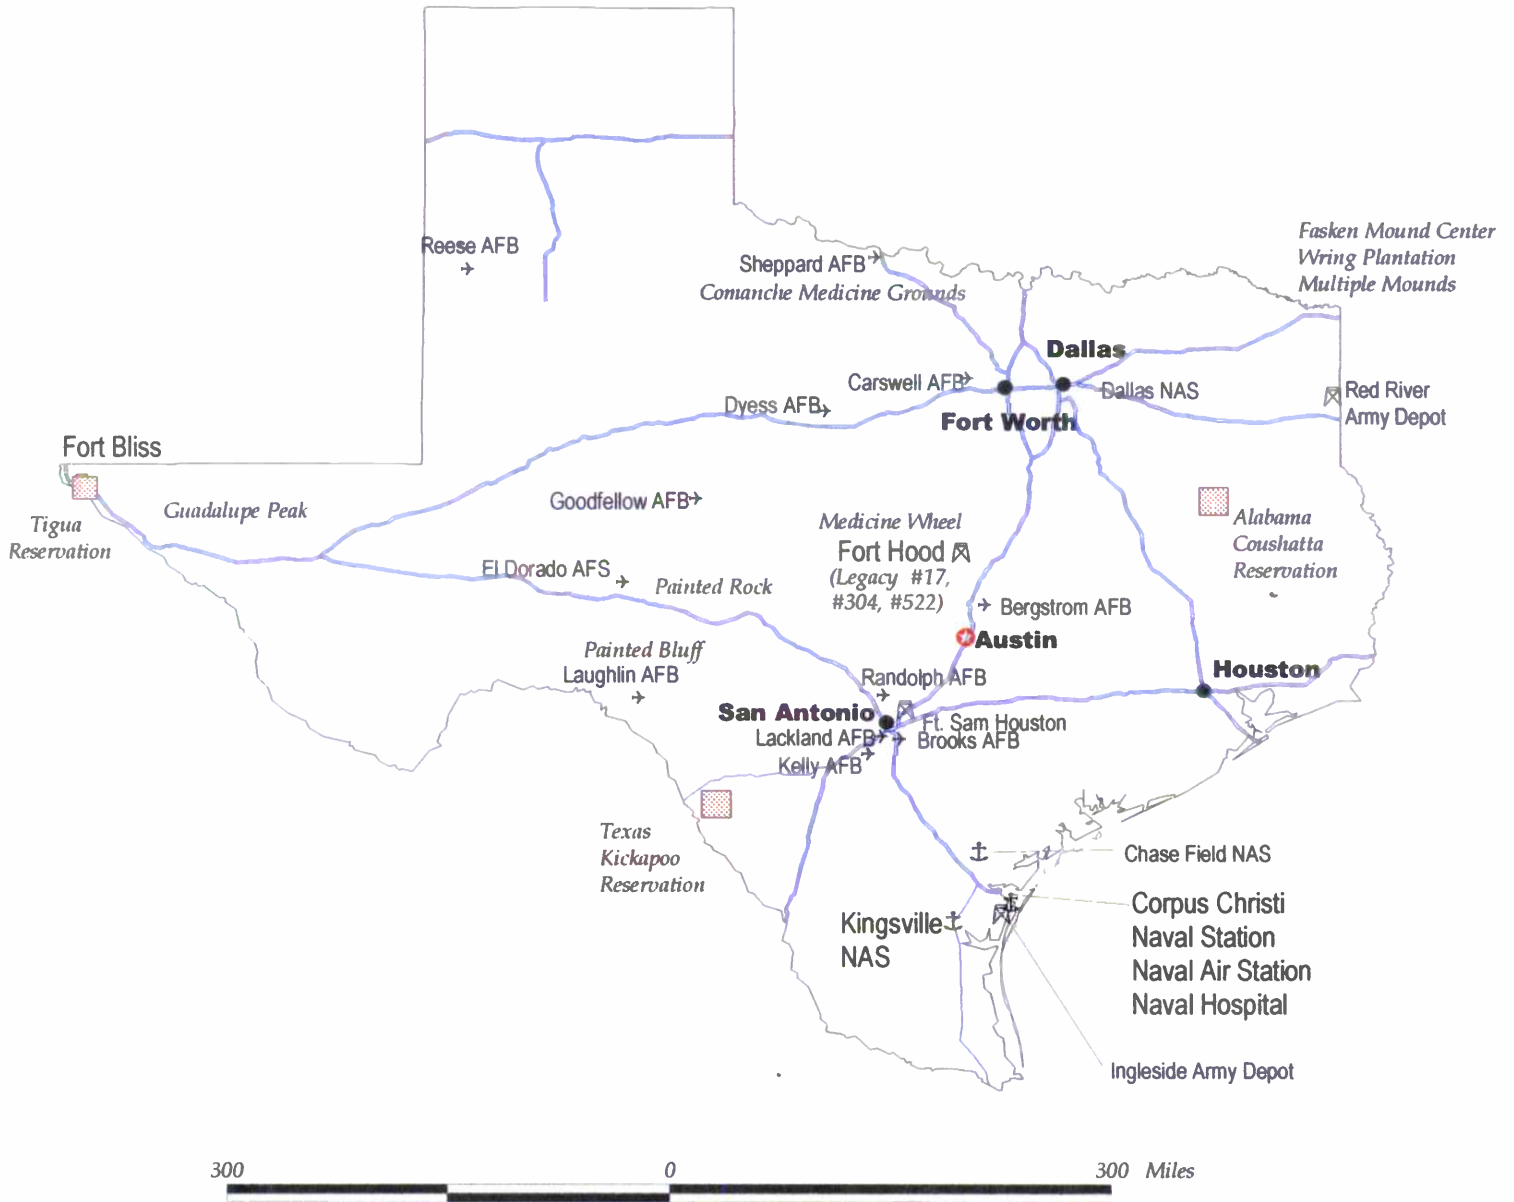 Reese AFB
Fasken Mound Center
Wring Plantation
Multiple Mounds
Sheppard AFB
Comanche Medicine Grounds
Dallas
Carswell AFB
Dallas NAS
Red River
Army Depot
Dyess AFB
Fort Worth
Fort Bliss
Guadalupe Peak
Goodfellow AFB
Tigua
Reservation
Medicine Wheel
Fort Hood
(Legacy #17,
#304, #522)
Alabama
Coushatta
Reservation
El Dorado AFS
Painted Rock
Bergstrom AFB
Austin
Painted Bluff
Laughlin AFB
Randolph AFB
Houston
San Antonio
Ft. Sam Houston
Lackland AFB
Brooks AFB
Kelly AFB
Texas
Kickapoo
Reservation
Chase Field NAS
Kingsville
NAS
Corpus Christi
Naval Station
Naval Air Station
Naval Hospital
Ingleside Army Depot
300 0 300 Miles